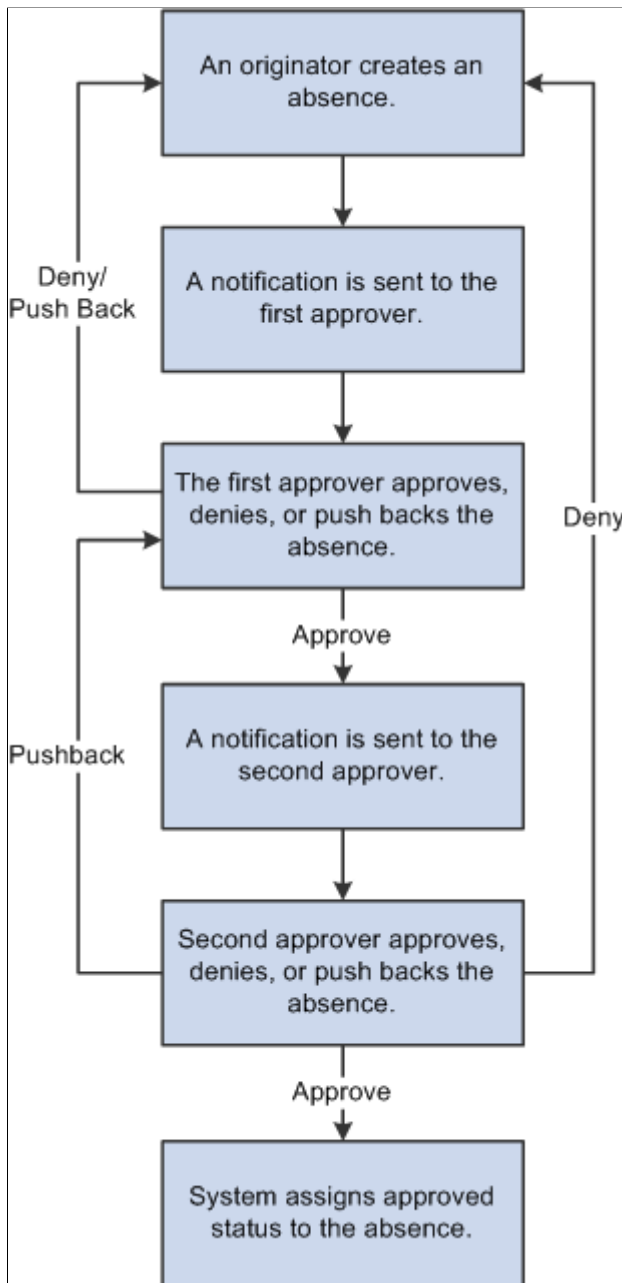 An originator creates an
absence.
Deny/
Push Back
A notification is sent to the
first approver.
The first approver approves,
denies, or push backs the
absence.
Deny
Approve
Pushback
A notification is sent to the
second approver.
Second approver approves,
denies, or push backs the
absence.
Approve
System assigns approved
status to the absence.